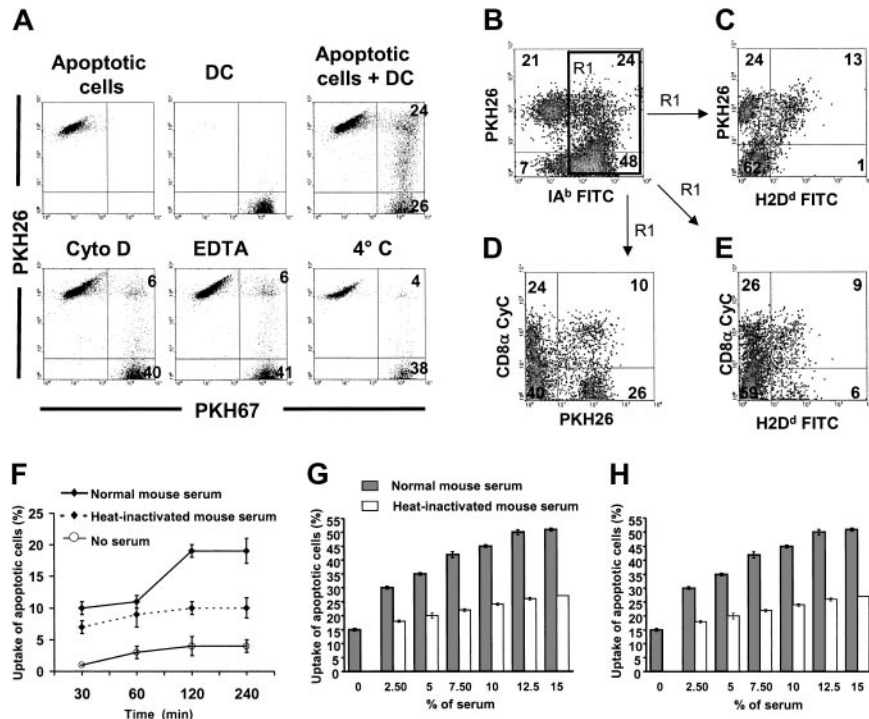 A
Apoptotic
cells
DC
Apoptotic
cells + DC
24
26
Cyto D
EDTA
4° C
6
40
6
41
4
38
PKH26
PKH67
B
21
24
R1
7
48
PKH26
IAᵇ FITC
R1
R1
R1
C
24
13
62
1
PKH26
H2Dᵈ FITC
D
24
10
40
26
CD8α CyC
PKH26
E
26
9
59
6
CD8α CyC
H2Dᵈ FITC
F
Normal mouse serum
Heat-inactivated mouse serum
No serum
Uptake of apoptotic cells (%)
25
20
15
10
5
0
30 60 120 240
Time (min)
G
Normal mouse serum
Heat-inactivated mouse serum
Uptake of apoptotic cells (%)
55
50
45
40
35
30
25
20
15
10
5
0
0 2.50 5 7.50 10 12.5 15
% of serum
H
Uptake of apoptotic cells (%)
55
50
45
40
35
30
25
20
15
10
5
0
0 2.50 5 7.50 10 12.5 15
% of serum